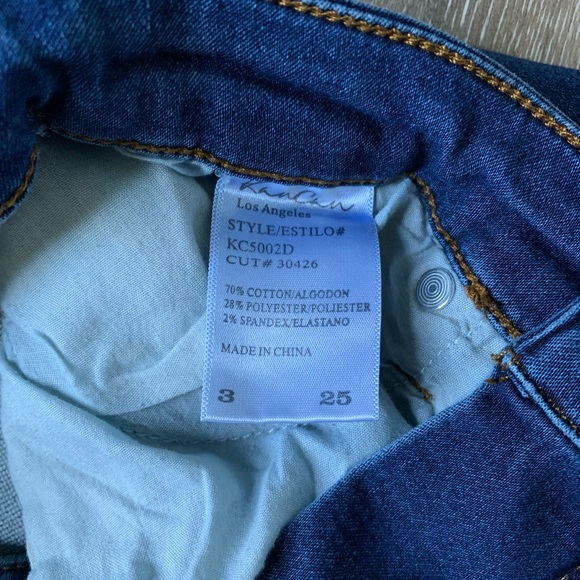 KanCan
Los Angeles
STYLE/ESTILO#
KC5002D
CUT# 30426
70% COTTON/ALGODON
28% POLYESTER/POLIESTER
2% SPANDEX/ELASTANO
MADE IN CHINA
3 25